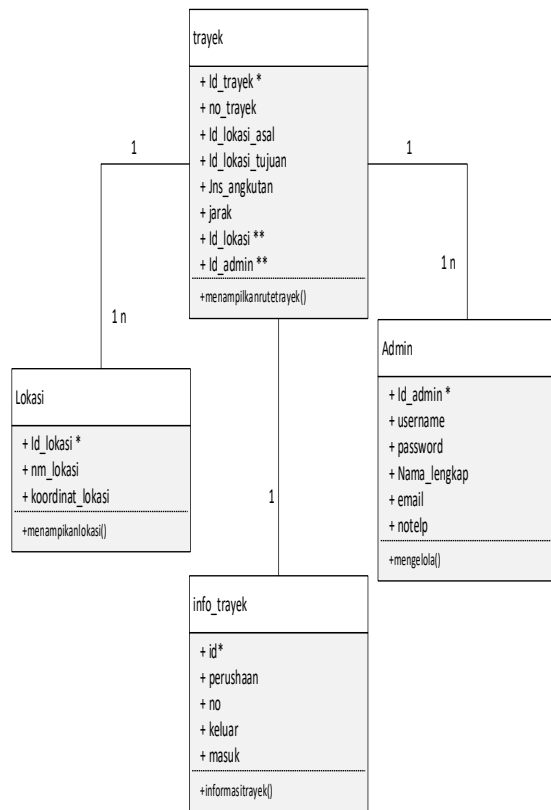 trayek
+ Id_trayek *
+ no_trayek
+ Id_lokasi_asal
+ Id_lokasi_tujuan
+ Jns_angkutan
+ jarak
+ Id_lokasi **
+ Id_admin **
+menampilkanrutetrayek()
1
1
1 n
1 n
Lokasi
+ Id_lokasi *
+ nm_lokasi
+ koordinat_lokasi
+menampikanlokasi()
Admin
+ Id_admin *
+ username
+ password
+ Nama_lengkap
+ email
+ notelp
+mengelola()
1
info_trayek
+ id*
+ perushaan
+ no
+ keluar
+ masuk
+informasitrayek()